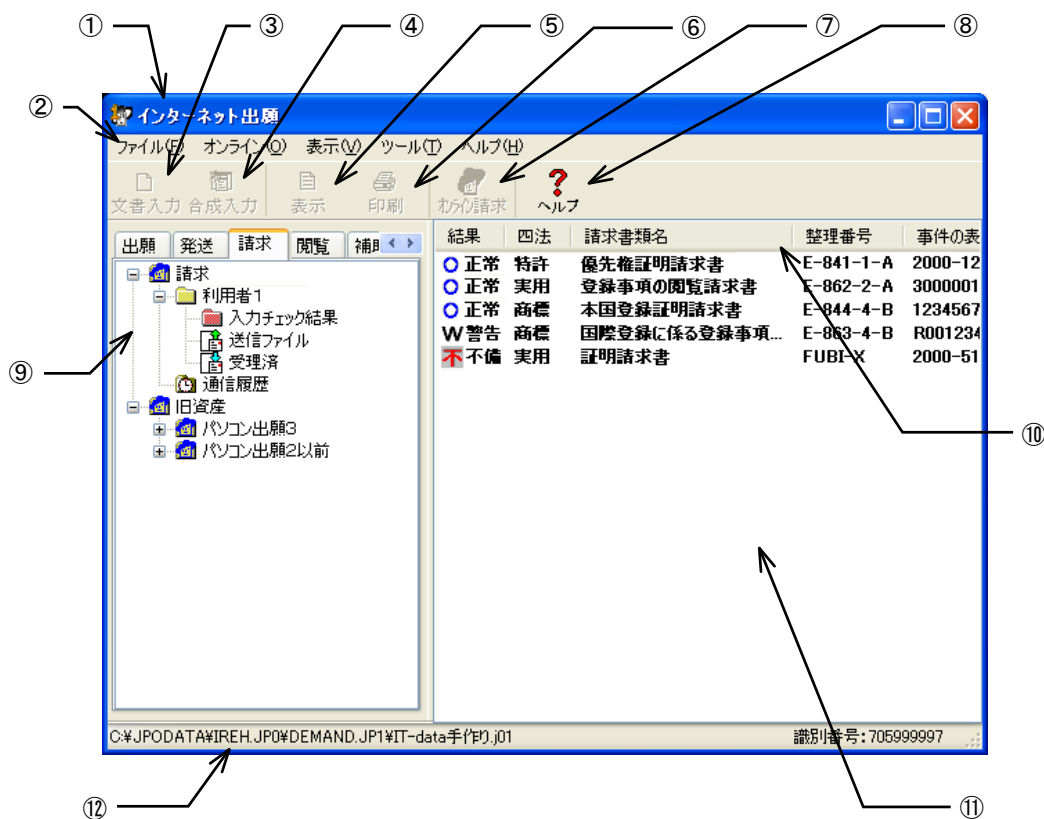 ① ③ ④ ⑤ ⑥ ⑦ ⑧
②
インターネット出願
ファイル(F) オンライン(O) 表示(V) ツール(T) ヘルプ(H)
文書入力 合成入力 表示 印刷 オンライン請求 ヘルプ
出願 発送 請求 閲覧 補助
結果 四法 請求書類名 整理番号 事件の表
正常 特許 優先権証明請求書 E-841-1-A 2000-12
正常 実用 登録事項の閲覧請求書 E-862-2-A 3000001
正常 商標 本国登録証明請求書 E-844-4-B 1234567
W 警告 商標 国際登録に係る登録事項... E-863-4-B R001234
不 不備 実用 証明請求書 FUBI-X 2000-51
請求
利用者1
入力チェック結果
送信ファイル
受理済
通信履歴
旧資産
パソコン出願3
パソコン出願2以前
⑨
⑩
C:¥JPODATA¥IREH.JP0¥DEMAND.JP1¥IT-data手作り.j01 識別番号:705999997
⑫ ⑪